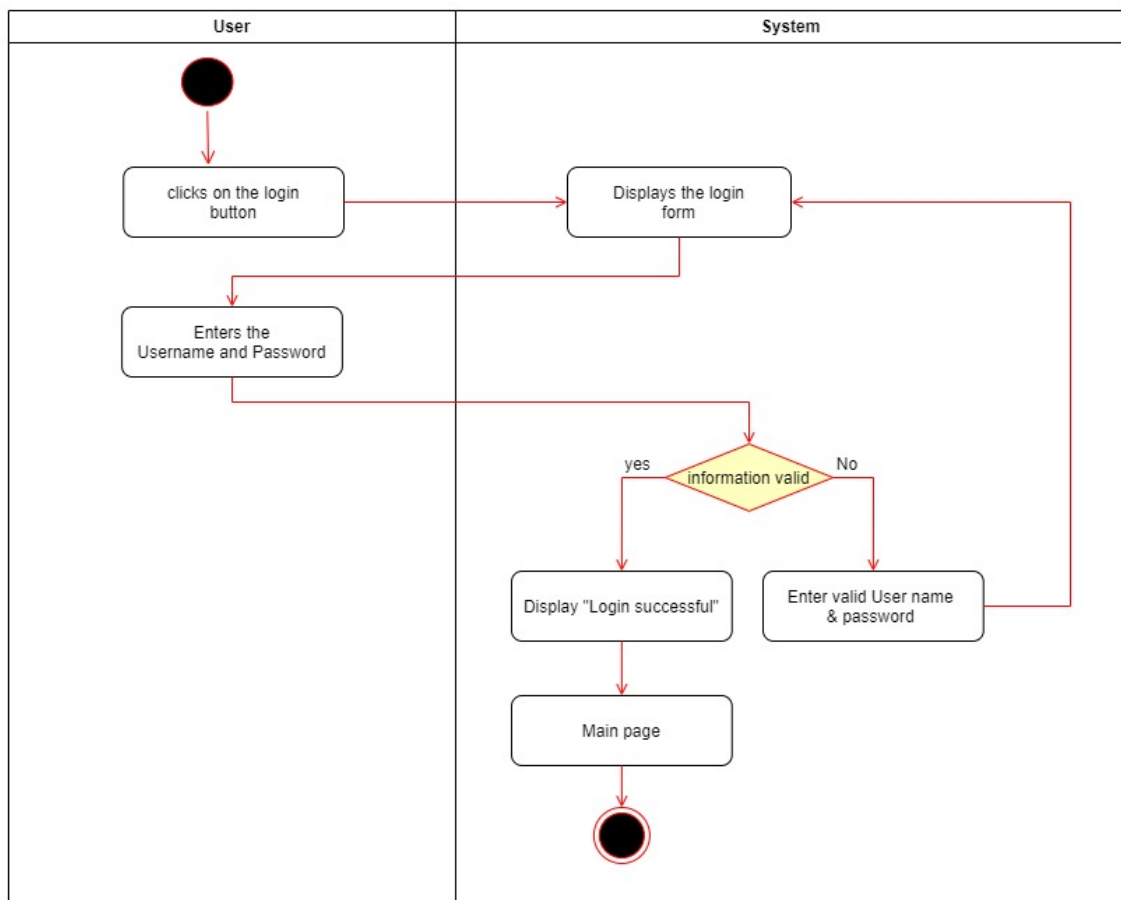 User
System
clicks on the login
button
Displays the login
form
Enters the
Username and Password
information valid
yes
No
Display "Login successful"
Enter valid User name
& password
Main page